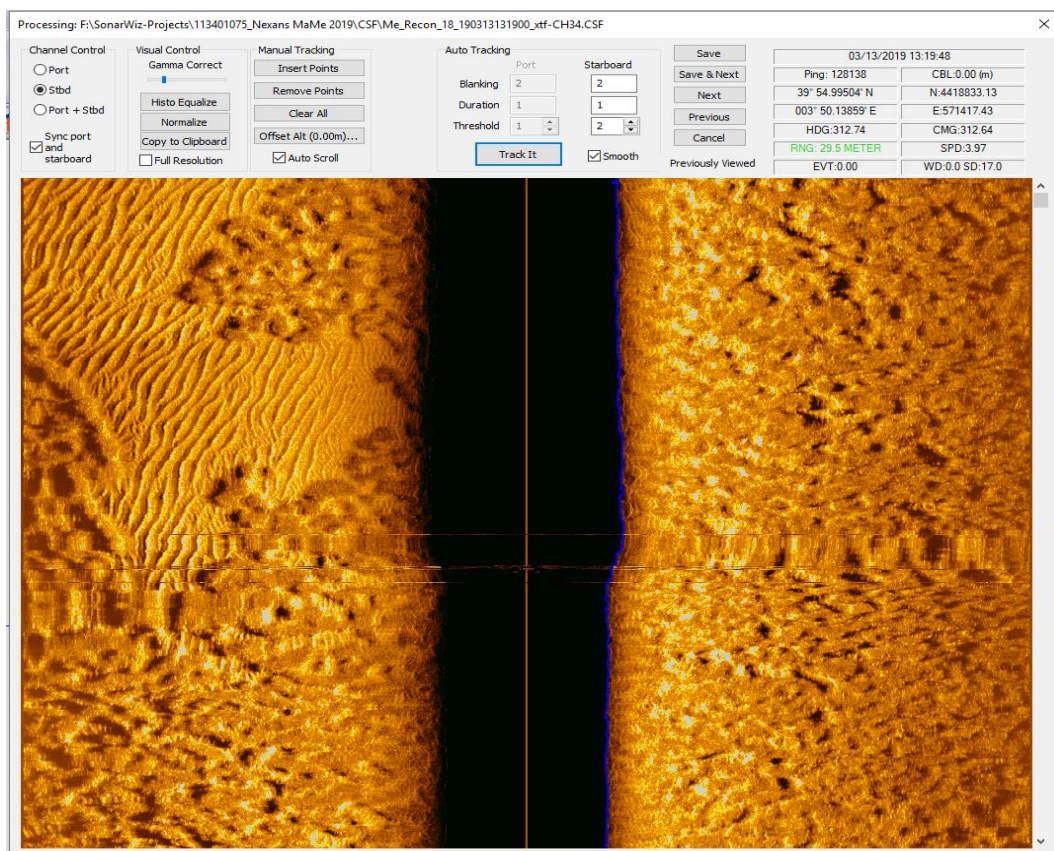 Processing: F:\SonarWiz-Projects\113401075_Nexans MaMe 2019\CSF\Me_Recon_18_190313131900_xtf-CH34.CSF
Channel Control
Port
Stbd
Port + Stbd
Sync port
and
starboard
Visual Control
Gamma Correct
Histo Equalize
Normalize
Copy to Clipboard
Full Resolution
Manual Tracking
Insert Points
Remove Points
Clear All
Offset Alt (0.00m)...
Auto Scroll
Auto Tracking
Port Starboard
Blanking 2 2
Duration 1 1
Threshold 1 2
Track It
Smooth
Save
Save & Next
Next
Previous
Cancel
Previously Viewed
03/13/2019 13:19:48
Ping: 128138 CBL:0.00 (m)
39° 54.99504' N N:4418833.13
003° 50.13859' E E:571417.43
HDG:312.74 CMG:312.64
RNG: 29.5 METER SPD:3.97
EVT:0.00 WD:0.0 SD:17.0